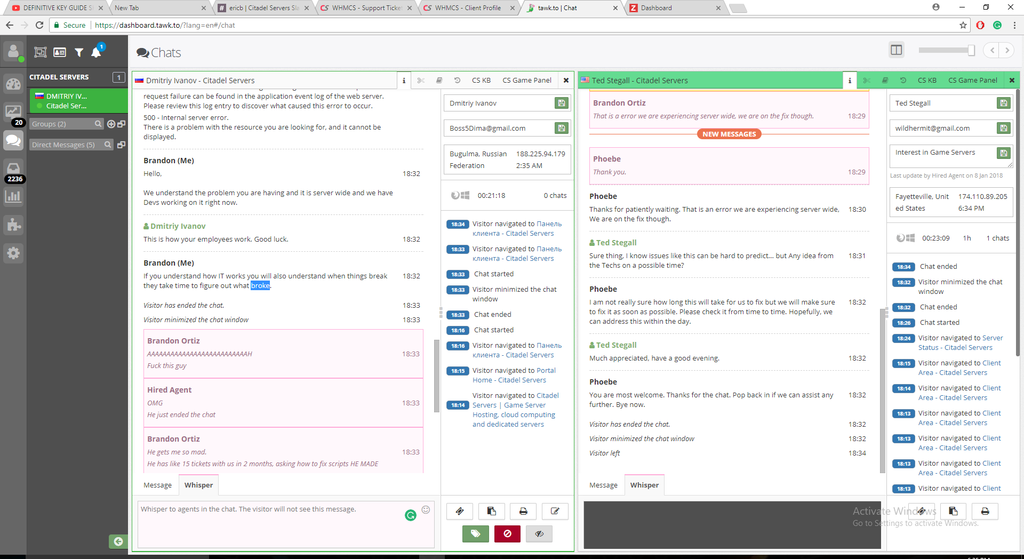 DEFINITIVE KEY GUIDE S
New Tab
ericb | Citadel Servers Sl
WHMCS - Support Ticke
WHMCS - Client Profile
tawk.to | Chat
Dashboard
Secure
https://dashboard.tawk.to/?lang=en#/chat
Chats
1
CITADEL SERVERS
1
DMITRIY IV...
Citadel Ser...
Groups (2)
Direct Messages (5)
20
2236
Dmitriy Ivanov - Citadel Servers
CS KB
CS Game Panel
request failure can be found in the application event log of the web server.
Please review this log entry to discover what caused this error to occur.
500 - Internal server error.
There is a problem with the resource you are looking for, and it cannot be
displayed.
Brandon (Me)
Hello,
18:32
We understand the problem you are having and it is server wide and we have
Devs working on it right now.
Dmitriy Ivanov
This is how your employees work. Good luck.
18:32
Brandon (Me)
If you understand how IT works you will also understand when things break
18:32
they take time to figure out what broke.
Visitor has ended the chat.
18:33
Visitor minimized the chat window
18:33
Brandon Ortiz
AAAAAAAAAAAAAAAAAAAAAAAAAAH
18:33
Fuck this guy
Hired Agent
OMG
18:33
He just ended the chat
Brandon Ortiz
He gets me so mad.
18:33
He has like 15 tickets with us in 2 months, asking how to fix scripts HE MADE
Message
Whisper
Whisper to agents in the chat. The visitor will not see this message.
Dmitriy Ivanov
Boss5Dima@gmail.com
Bugulma, Russian
Federation
188.225.94.179
2:35 AM
00:21:18
0 chats
18:34 Visitor navigated to Панель
клиента - Citadel Servers
18:33 Visitor navigated to Панель
клиента - Citadel Servers
18:33 Chat started
18:33 Visitor minimized the chat
window
18:33 Chat ended
18:16 Chat started
18:16 Visitor navigated to Панель
клиента - Citadel Servers
18:15 Visitor navigated to Portal
Home - Citadel Servers
18:14 Visitor navigated to Citadel
Servers | Game Server
Hosting, cloud computing
and dedicated servers
Ted Stegall - Citadel Servers
CS KB
CS Game Panel
Brandon Ortiz
That is a error we are experiencing server wide, we are on the fix though.
18:29
NEW MESSAGES
Phoebe
Thank you.
18:29
Phoebe
Thanks for patiently waiting. That is an error we are experiencing server wide.
18:30
We are on the fix though.
Ted Stegall
Sure thing. I know issues like this can be hard to predict... but Any idea from
18:31
the Techs on a possible time?
Phoebe
I am not really sure how long this will take for us to fix but we will make sure
18:32
to fix it as soon as possible. Please check it from time to time. Hopefully, we
can address this within the day.
Ted Stegall
Much appreciated, have a good evening.
18:32
Phoebe
You are most welcome. Thanks for the chat. Pop back in if we can assist any
18:32
further. Bye now.
Visitor has ended the chat.
18:32
Visitor minimized the chat window
18:32
Visitor left
18:34
Message
Whisper
Ted Stegall
wildhermit@gmail.com
Interest in Game Servers
Last update by Hired Agent on 8 Jan 2018
Fayetteville, Unit
ed States
174.110.89.205
6:34 PM
00:23:09
1h
1 chats
18:34 Chat ended
18:32 Visitor minimized the chat
window
18:32 Chat ended
18:26 Chat started
18:24 Visitor navigated to Server
Status - Citadel Servers
18:15 Visitor navigated to Client
Area - Citadel Servers
18:14 Visitor navigated to Client
Area - Citadel Servers
18:13 Visitor navigated to Client
Area - Citadel Servers
18:13 Visitor navigated to Client
Area - Citadel Servers
18:13 Visitor navigated to Client
Area - Citadel Servers
18:13 Visitor navigated to Client
Activate Windows
Go to Settings to activate Windows.